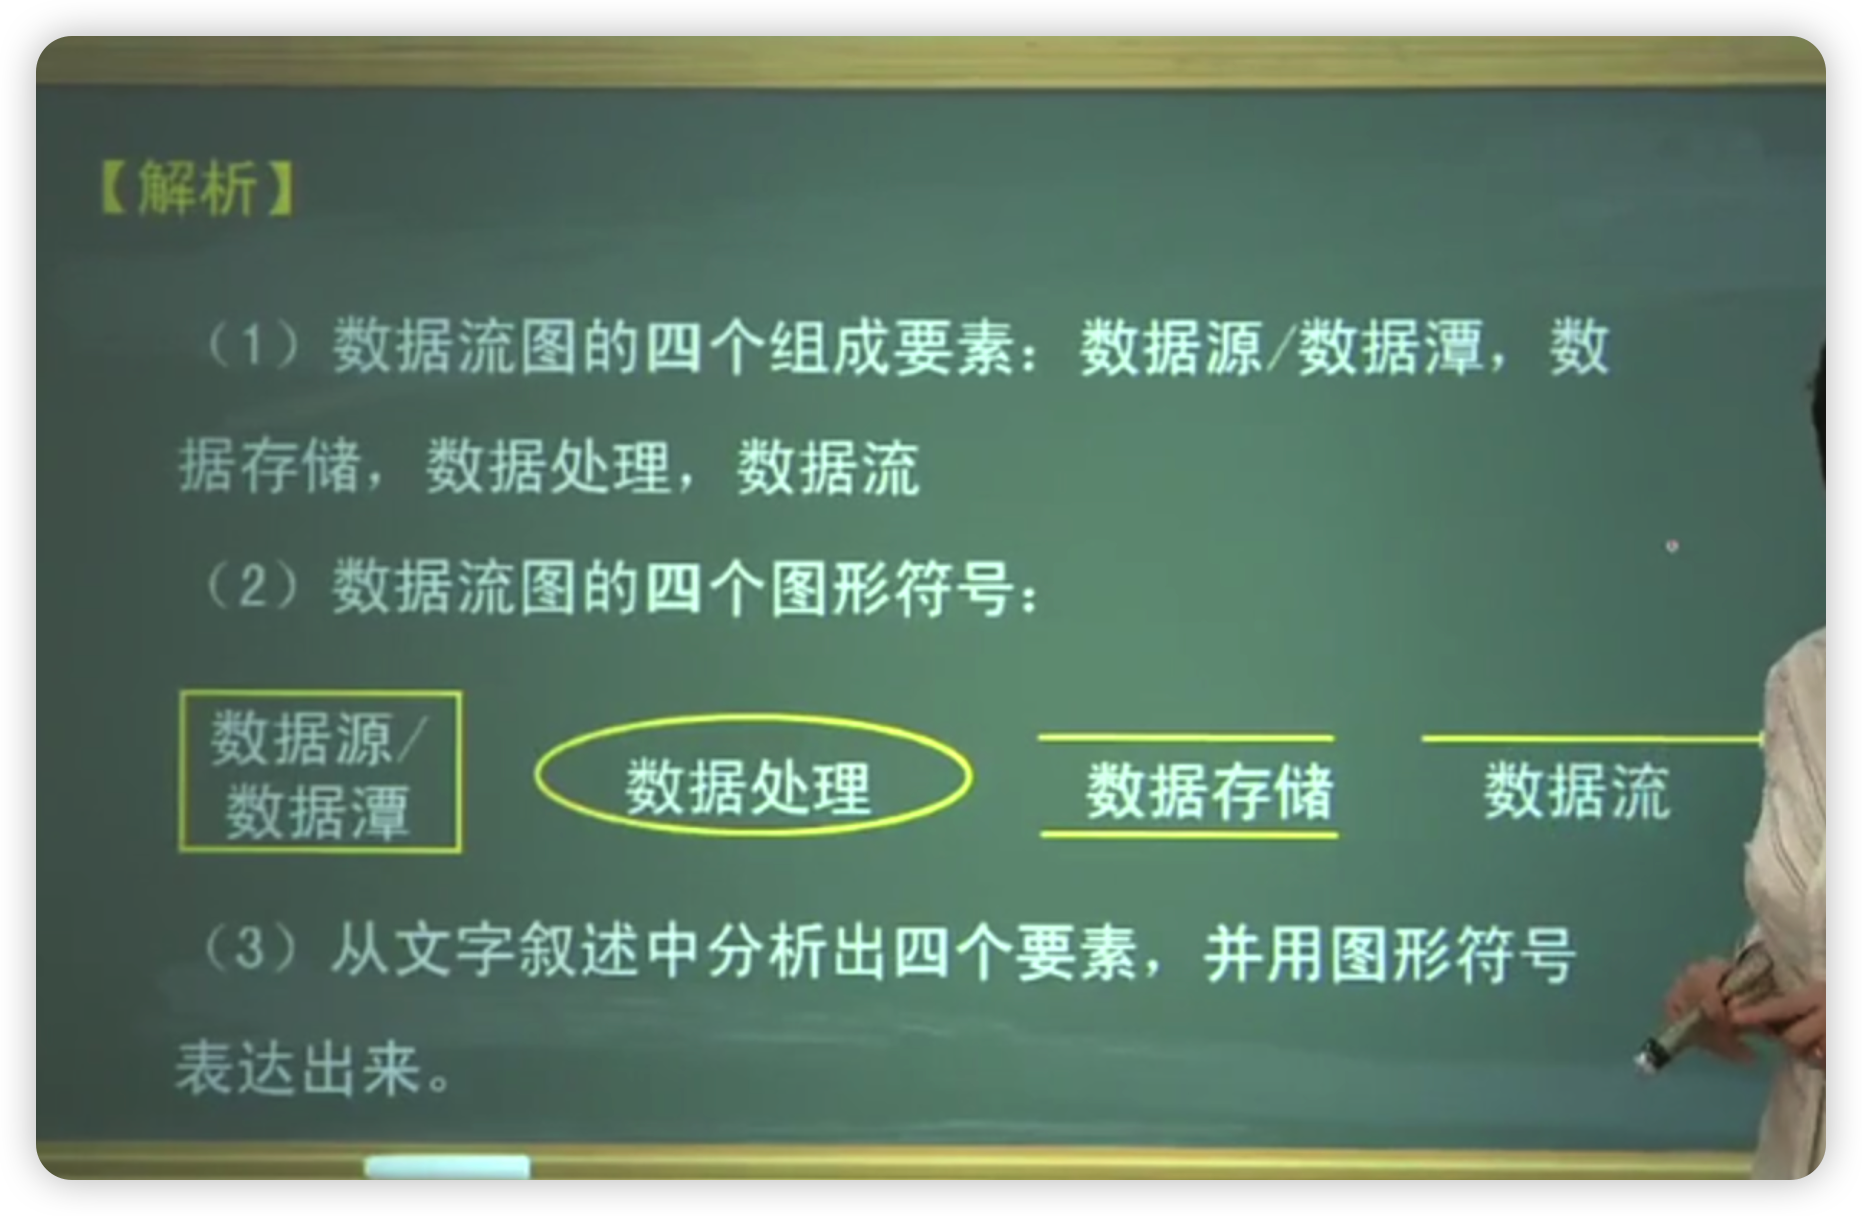 【解析】
（1）数据流图的四个组成要素：数据源/数据潭，数
据存储，数据处理，数据流
（2）数据流图的四个图形符号：
数据源/
数据潭
数据处理
数据存储
数据流
（3）从文字叙述中分析出四个要素，并用图形符号
表达出来。